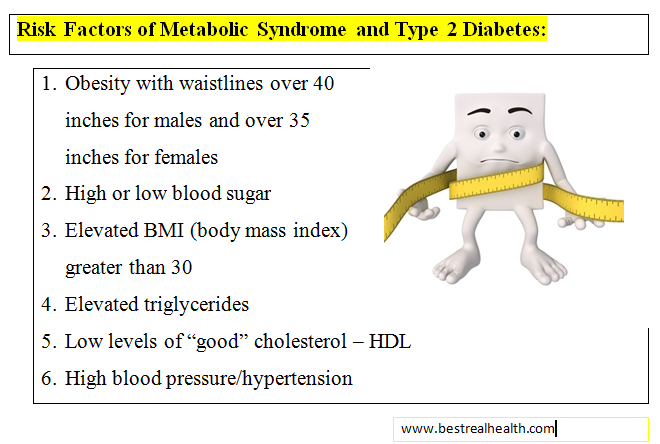 Risk Factors of Metabolic Syndrome and Type 2 Diabetes:
1. Obesity with waistlines over 40
inches for males and over 35
inches for females
2. High or low blood sugar
3. Elevated BMI (body mass index)
greater than 30
4. Elevated triglycerides
5. Low levels of “good” cholesterol – HDL
6. High blood pressure/hypertension
www.bestrealhealth.com